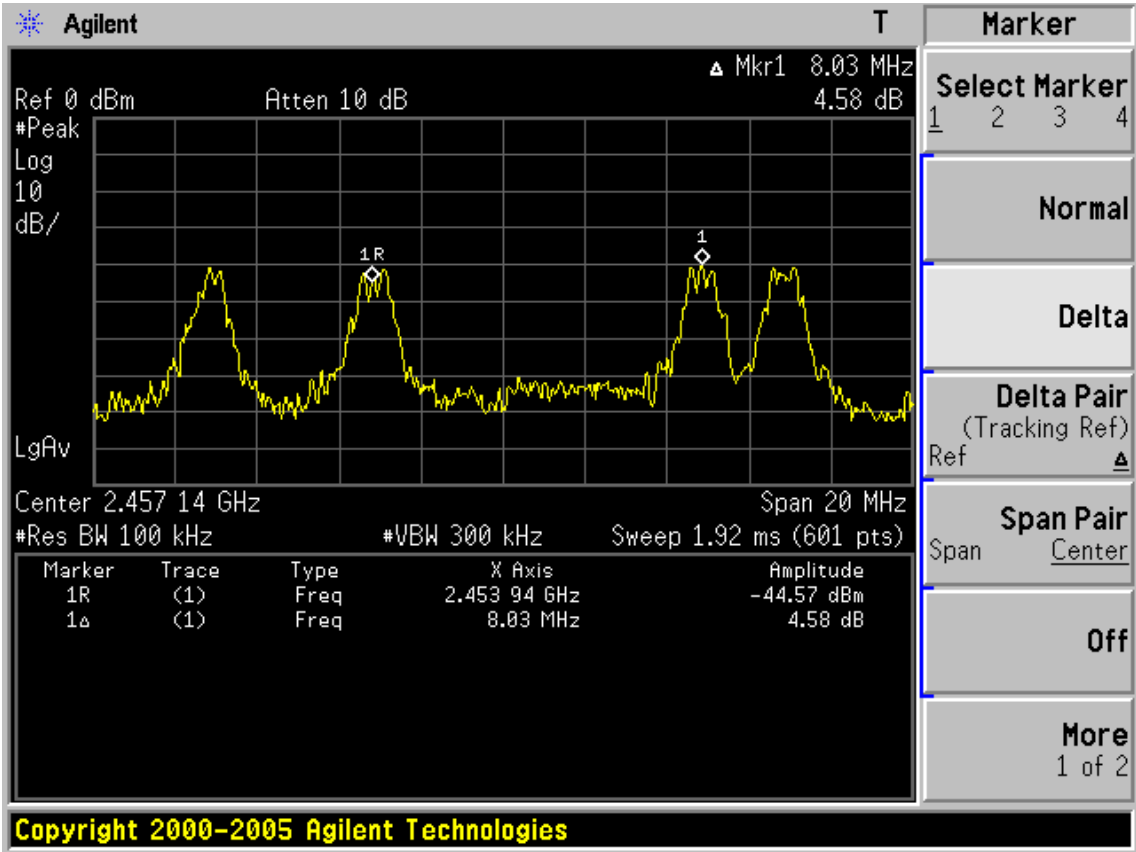 Agilent T
Δ Mkr1 8.03 MHz
Ref 0 dBm Atten 10 dB 4.58 dB
#Peak
Log
10
dB/
1R
1
LgAv
Center 2.457 14 GHz Span 20 MHz
#Res BW 100 kHz #VBW 300 kHz Sweep 1.92 ms (601 pts)
Marker Trace Type X Axis Amplitude
1R (1) Freq 2.453 94 GHz -44.57 dBm
1Δ (1) Freq 8.03 MHz 4.58 dB
Copyright 2000-2005 Agilent Technologies
Marker
Select Marker
1 2 3 4
Normal
Delta
Delta Pair
(Tracking Ref)
Ref Δ
Span Pair
Span Center
Off
More
1 of 2